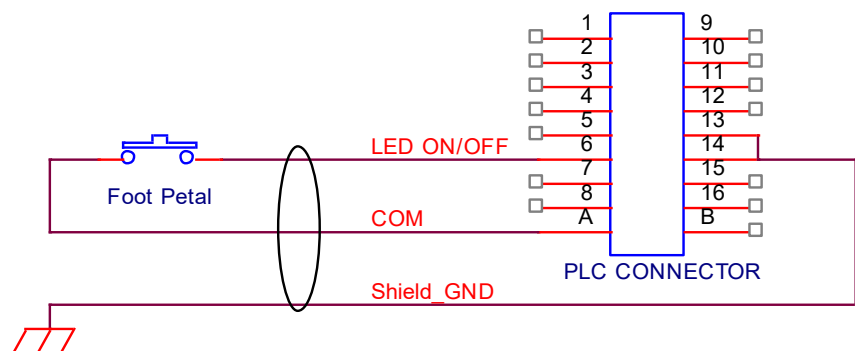 1 9
2 10
3 11
4 12
5 13
LED ON/OFF 6 14
7 15
Foot Petal 8 16
COM A B
PLC CONNECTOR
Shield_GND